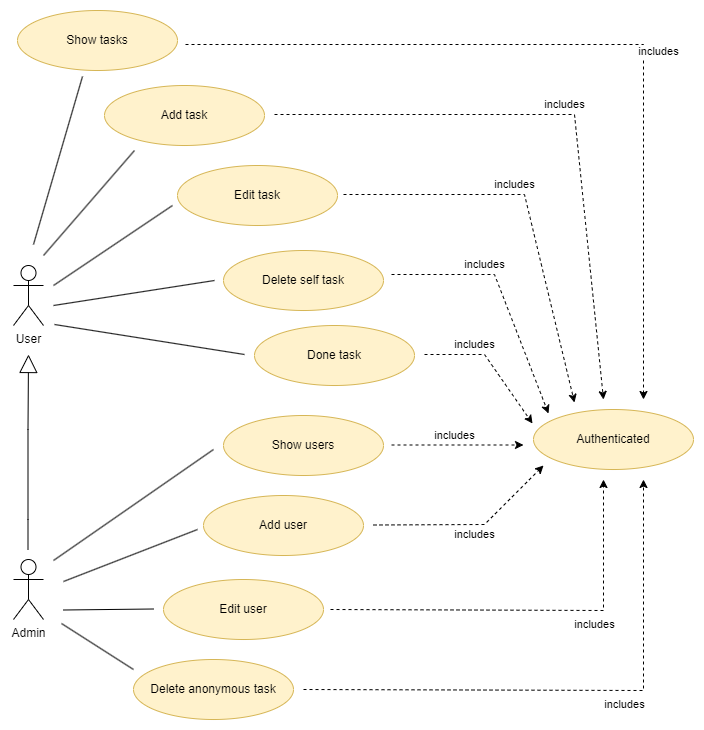 Show tasks
includes
Add task
includes
Edit task
includes
Delete self task
includes
User
Done task
includes
Show users
includes
Authenticated
Add user
includes
Admin
Edit user
includes
Delete anonymous task
includes